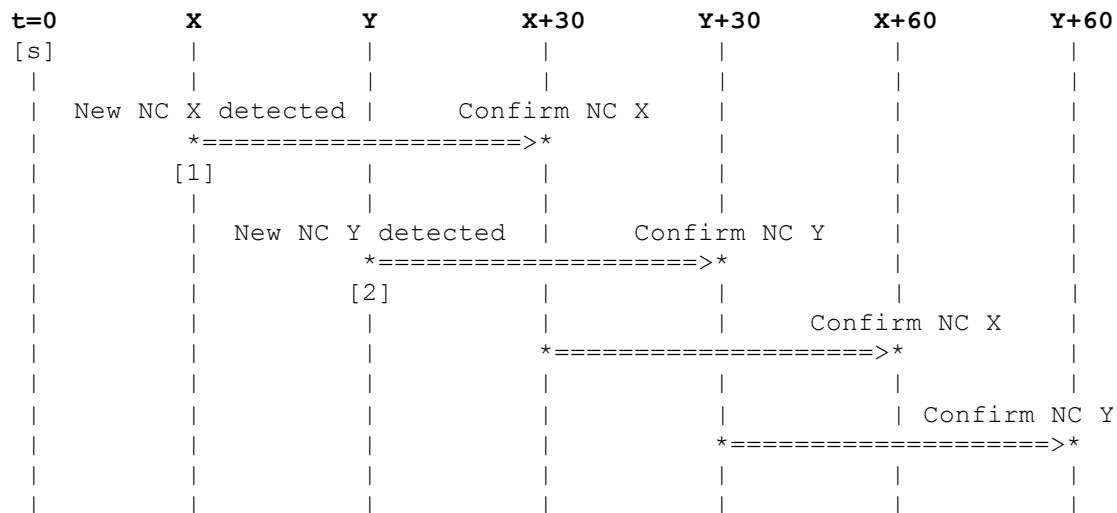 t=0 X Y X+30 Y+30 X+60 Y+60
[s] | | | | | |
| | | | | | |
| New NC X detected | Confirm NC X | | |
| *====================>* | | |
| [1] | | | | |
| | | | | | |
| | New NC Y detected | Confirm NC Y | |
| | *====================>* | |
| | [2] | | | |
| | | | | Confirm NC X |
| | | *====================>* |
| | | | | | |
| | | | | | Confirm NC Y
| | | | *====================>*
| | | | | | |
| | | | | | |